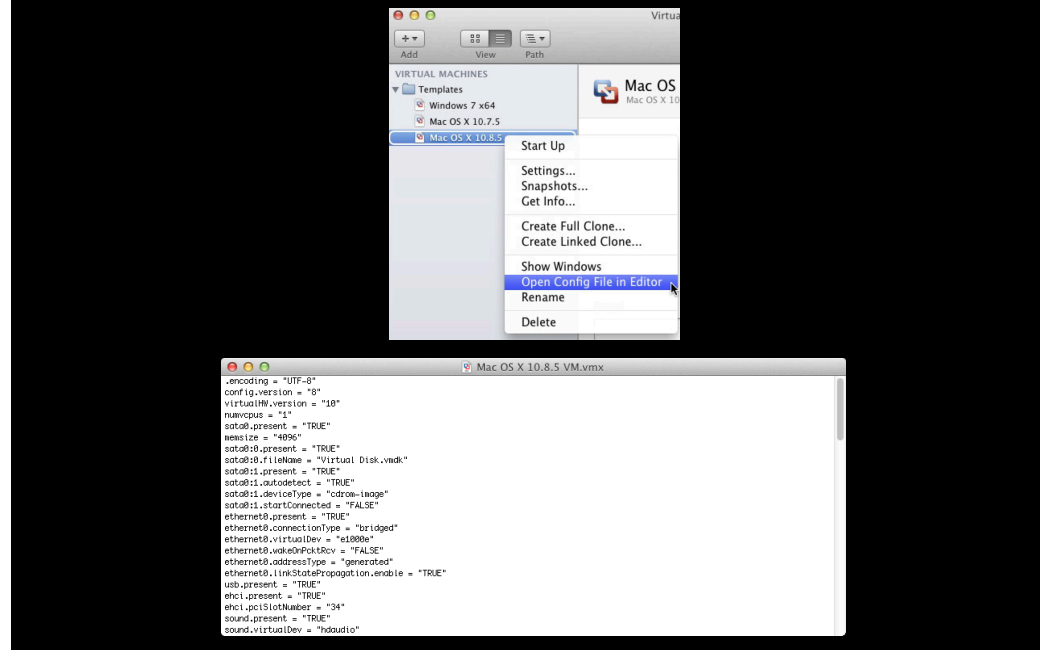 Virtua
Add
View
Path
VIRTUAL MACHINES
Templates
Windows 7 x64
Mac OS X 10.7.5
Mac OS X 10.8.5
Mac OS
Mac OS X 10
Start Up
Settings...
Snapshots...
Get Info...
Create Full Clone...
Create Linked Clone...
Show Windows
Open Config File in Editor
Rename
Delete
Mac OS X 10.8.5 VM.vmx
.encoding = "UTF-8"
config.version = "8"
virtualHW.version = "10"
numvcpus = "1"
sata0.present = "TRUE"
memsize = "4096"
sata0:0.present = "TRUE"
sata0:0.fileName = "Virtual Disk.vmdk"
sata0:1.present = "TRUE"
sata0:1.autodetect = "TRUE"
sata0:1.deviceType = "cdrom-image"
sata0:1.startConnected = "FALSE"
ethernet0.present = "TRUE"
ethernet0.connectionType = "bridged"
ethernet0.virtualDev = "e1000e"
ethernet0.wakeOnPcktRcv = "FALSE"
ethernet0.addressType = "generated"
ethernet0.linkStatePropagation.enable = "TRUE"
usb.present = "TRUE"
ehci.present = "TRUE"
ehci.pciSlotNumber = "34"
sound.present = "TRUE"
sound.virtualDev = "hdaudio"